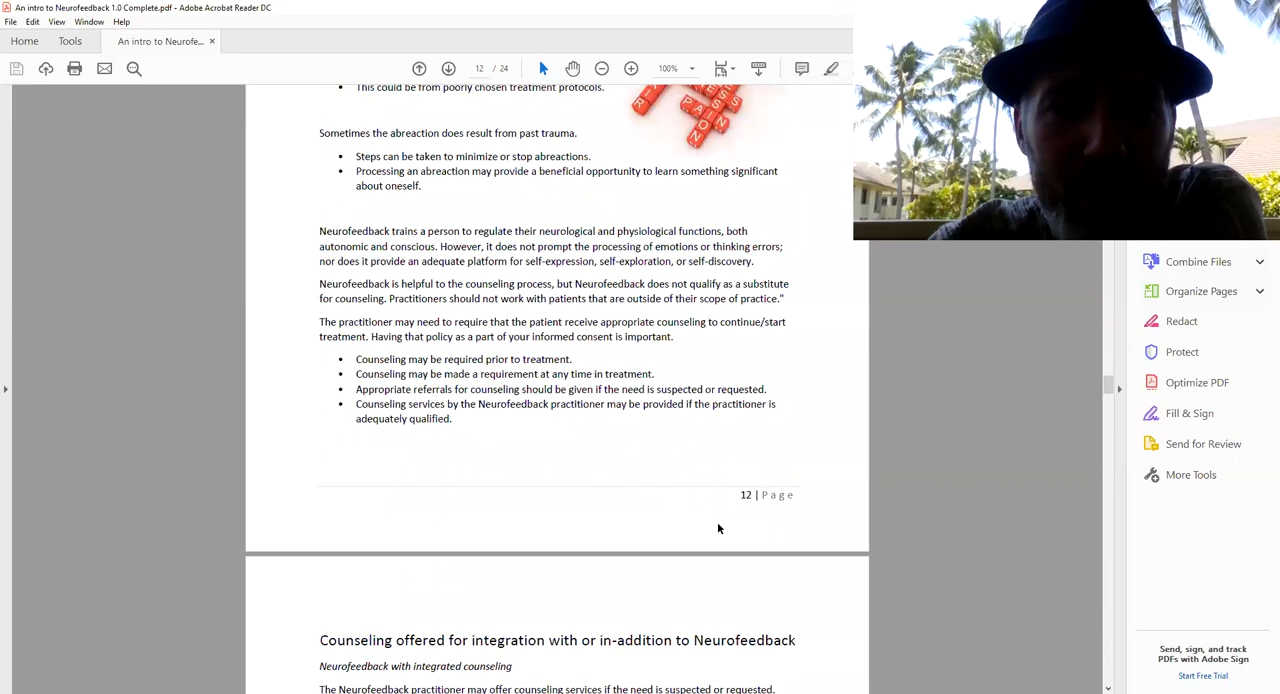 An intro to Neurofeedback 1.0 Complete.pdf - Adobe Acrobat Reader DC
File Edit View Window Help
Home Tools An intro to Neurofe... ×
12 / 24 100%
• This could be from poorly chosen treatment protocols.
PAIN
Sometimes the abreaction does result from past trauma.
• Steps can be taken to minimize or stop abreactions.
• Processing an abreaction may provide a beneficial opportunity to learn something significant
about oneself.
Neurofeedback trains a person to regulate their neurological and physiological functions, both
autonomic and conscious. However, it does not prompt the processing of emotions or thinking errors;
nor does it provide an adequate platform for self-expression, self-exploration, or self-discovery.
Neurofeedback is helpful to the counseling process, but Neurofeedback does not qualify as a substitute
for counseling. Practitioners should not work with patients that are outside of their scope of practice."
The practitioner may need to require that the patient receive appropriate counseling to continue/start
treatment. Having that policy as a part of your informed consent is important.
• Counseling may be required prior to treatment.
• Counseling may be made a requirement at any time in treatment.
• Appropriate referrals for counseling should be given if the need is suspected or requested.
• Counseling services by the Neurofeedback practitioner may be provided if the practitioner is
adequately qualified.
12 | Page
Counseling offered for integration with or in-addition to Neurofeedback
Neurofeedback with integrated counseling
The Neurofeedback practitioner may offer counseling services if the need is suspected or requested.
Combine Files
Organize Pages
Redact
Protect
Optimize PDF
Fill & Sign
Send for Review
More Tools
Send, sign, and track
PDFs with Adobe Sign
Start Free Trial